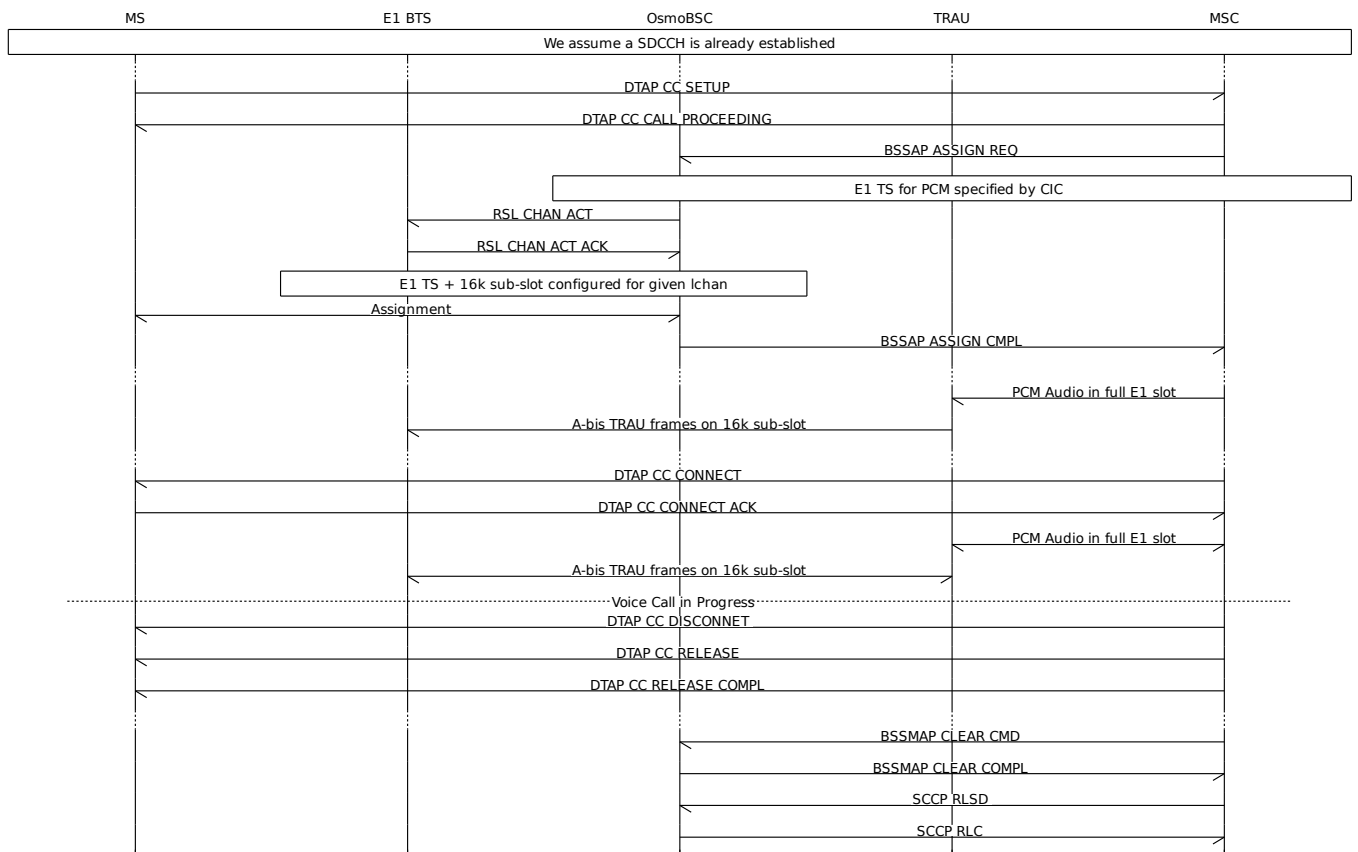 MS E1 BTS OsmoBSC TRAU MSC
We assume a SDCCH is already established
DTAP CC SETUP
DTAP CC CALL PROCEEDING
BSSAP ASSIGN REQ
E1 TS for PCM specified by CIC
RSL CHAN ACT
RSL CHAN ACT ACK
E1 TS + 16k sub-slot configured for given lchan
Assignment
BSSAP ASSIGN CMPL
PCM Audio in full E1 slot
A-bis TRAU frames on 16k sub-slot
DTAP CC CONNECT
DTAP CC CONNECT ACK
PCM Audio in full E1 slot
A-bis TRAU frames on 16k sub-slot
Voice Call in Progress
DTAP CC DISCONNET
DTAP CC RELEASE
DTAP CC RELEASE COMPL
BSSMAP CLEAR CMD
BSSMAP CLEAR COMPL
SCCP RLSD
SCCP RLC